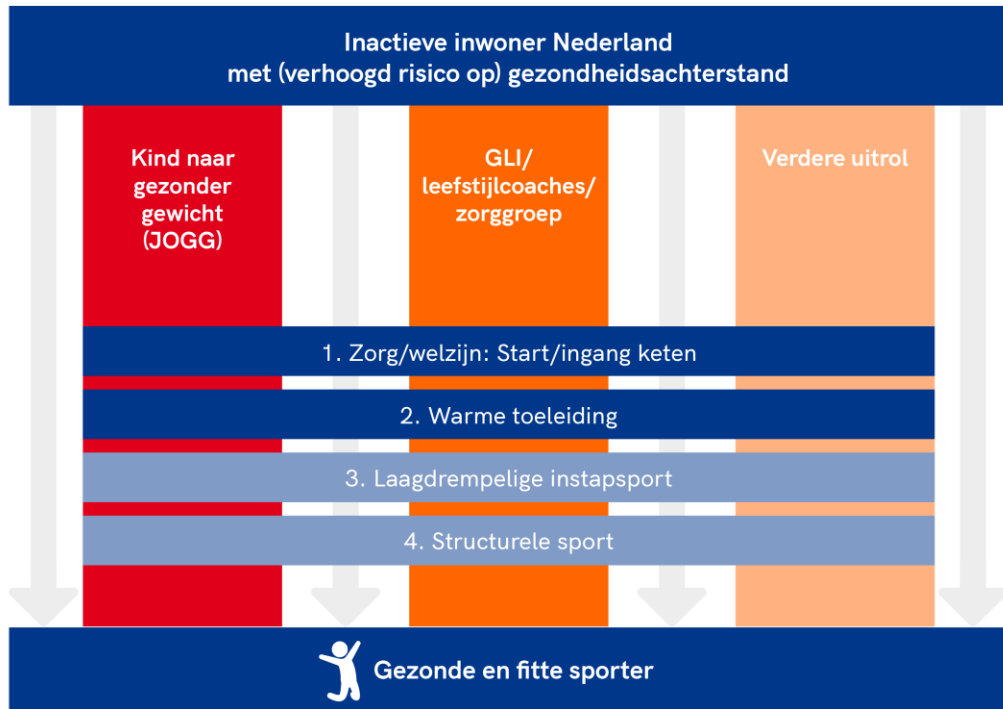 Inactieve inwoner Nederland
met (verhoogd risico op) gezondheidsachterstand
Kind naar
gezonder
gewicht
(JOGG)
GLI/
leefstijlcoaches/
zorggroep
Verdere uitrol
1. Zorg/welzijn: Start/ingang keten
2. Warme toeleiding
3. Laagdrempelige instapsport
4. Structurele sport
Gezonde en fitte sporter